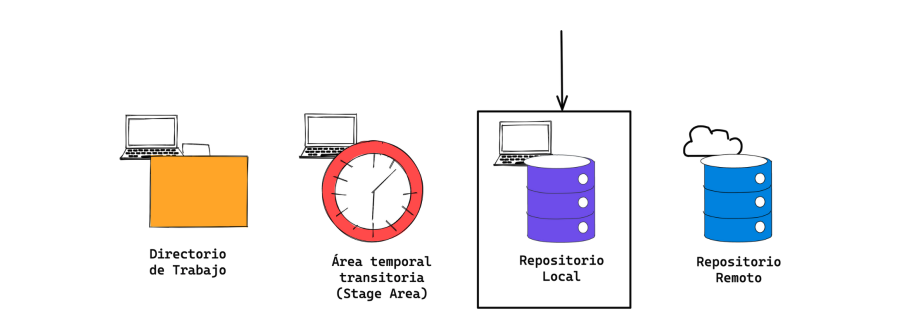 Directorio
de Trabajo
Área temporal
transitoria
(Stage Area)
Repositorio
Local
Repositorio
Remoto